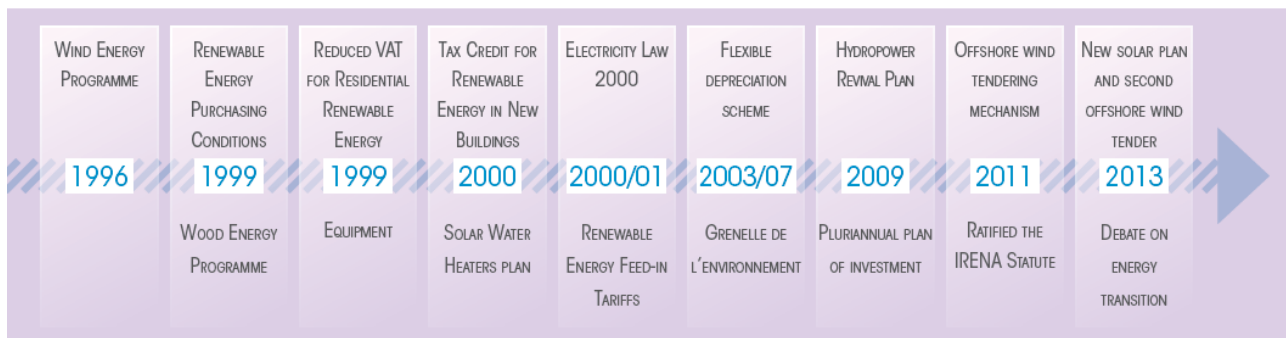 Wind Energy
Programme
1996
Renewable
Energy
Purchasing
Conditions
1999
Wood Energy
Programme
Reduced VAT
for Residential
Renewable
Energy
1999
Equipment
Tax Credit for
Renewable
Energy in New
Buildings
2000
Solar Water
Heaters plan
Electricity Law
2000
2000/01
Renewable
Energy Feed-in
Tariffs
Flexible
depreciation
scheme
2003/07
Grenelle de
l'environnement
Hydropower
Revival Plan
2009
Pluriannual plan
of investment
Offshore wind
tendering
mechanism
2011
Ratified the
IRENA Statute
New solar plan
and second
offshore wind
tender
2013
Debate on
energy
transition